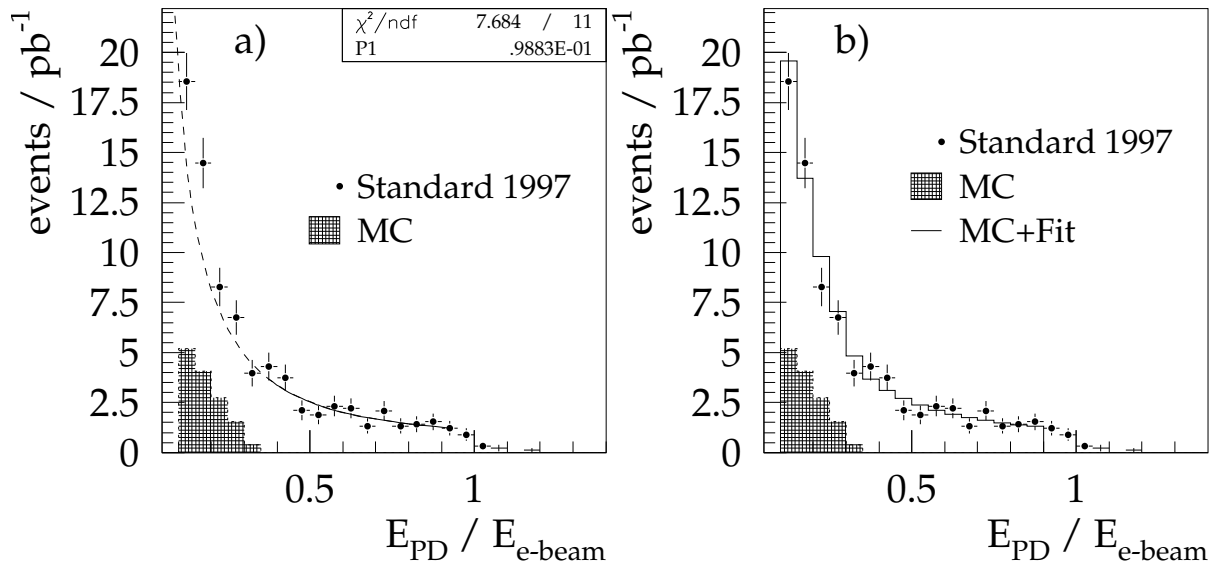 a)
χ²/ndf 7.684 / 11
P1 .9883E-01
events / pb⁻¹
20
17.5
15
12.5
10
7.5
5
2.5
0
Standard 1997
MC
0.5
1
E_PD / E_e-beam
b)
events / pb⁻¹
20
17.5
15
12.5
10
7.5
5
2.5
0
Standard 1997
MC
MC+Fit
0.5
1
E_PD / E_e-beam